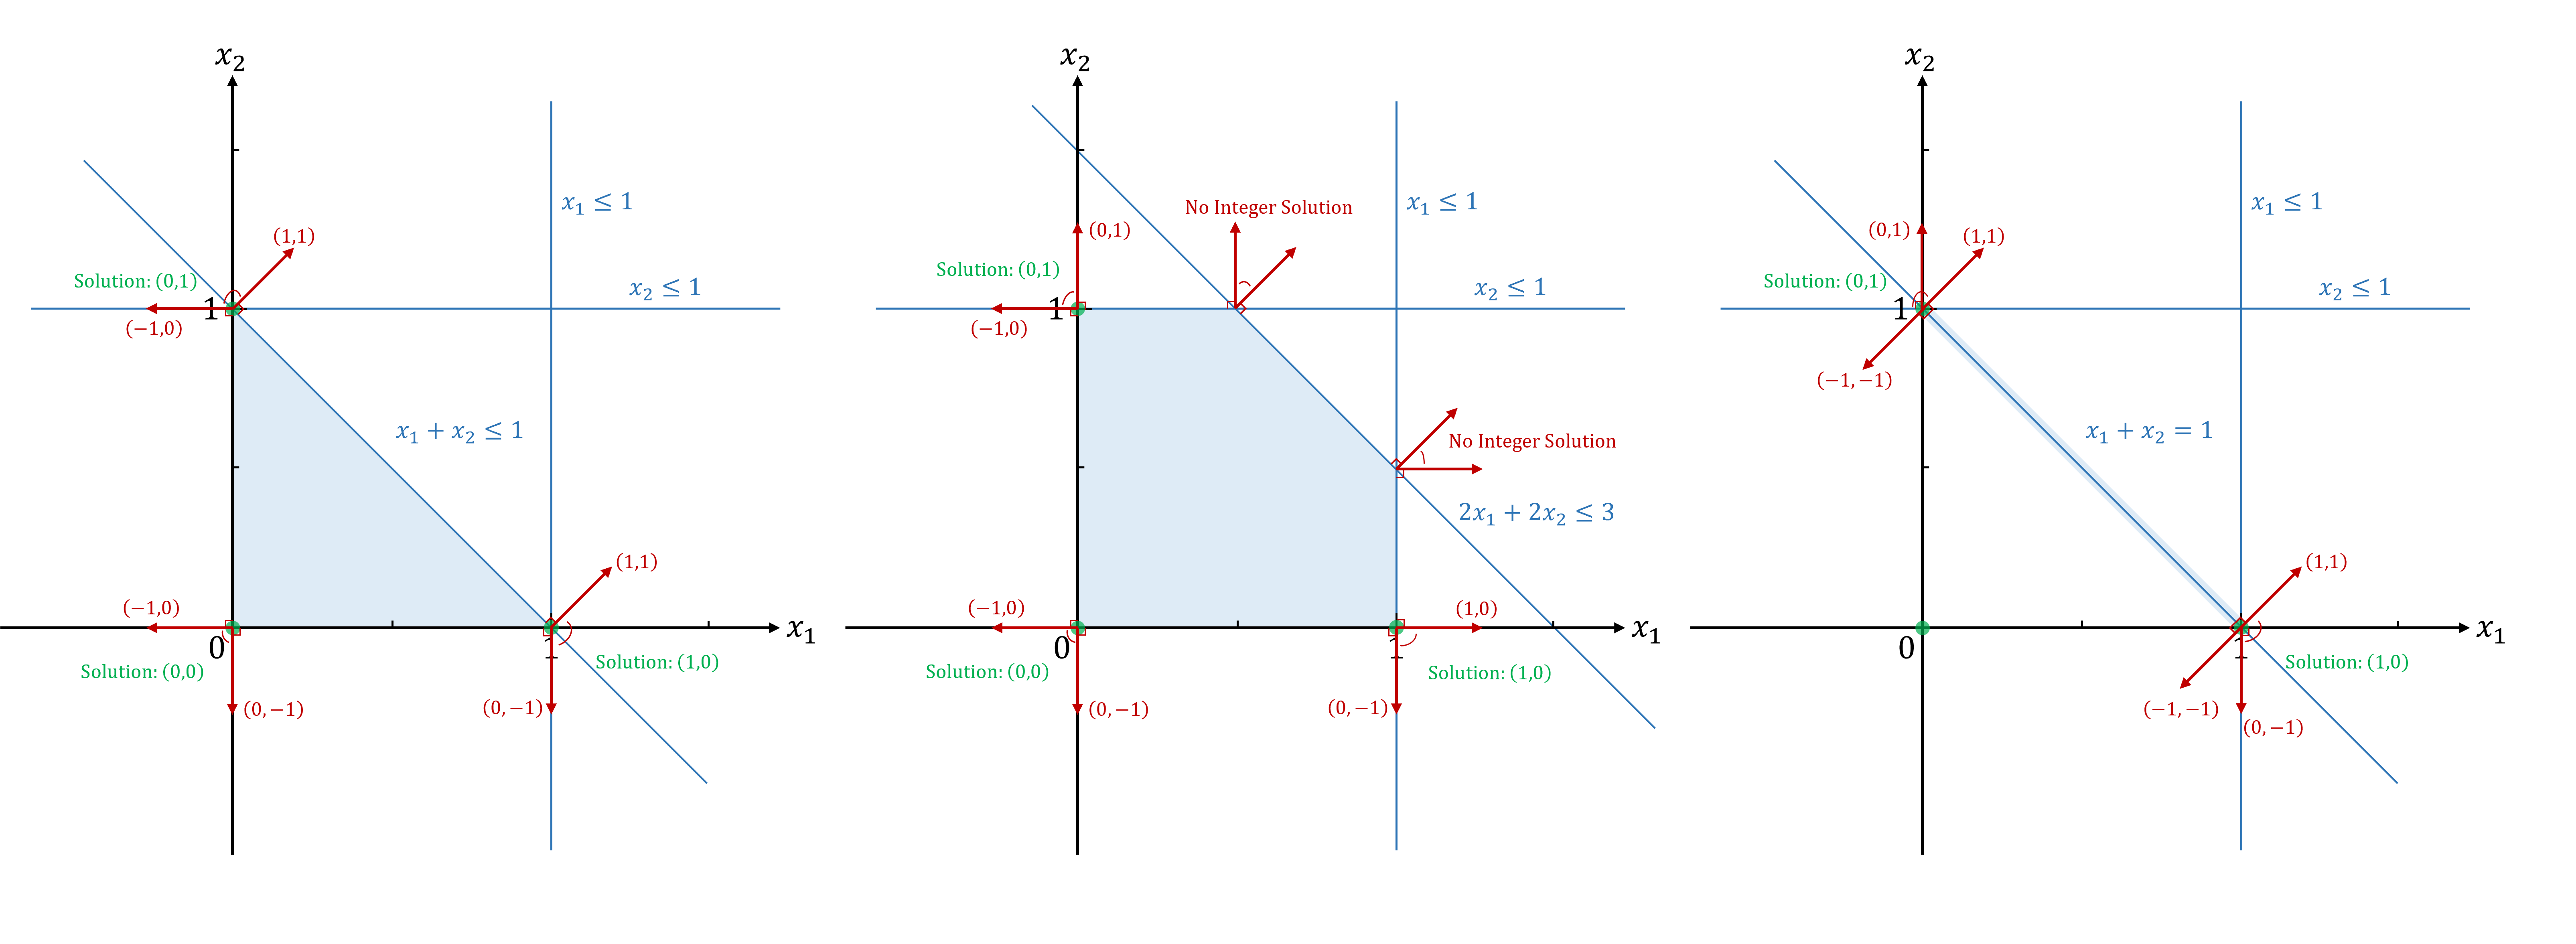 x₂
x₁ ≤ 1
(1,1)
Solution: (0,1)
x₂ ≤ 1
1
(−1,0)
x₁ + x₂ ≤ 1
(1,1)
(−1,0)
x₁
0
1
Solution: (0,0)
Solution: (1,0)
(0,−1)
(0,−1)
x₂
x₁ ≤ 1
No Integer Solution
(0,1)
Solution: (0,1)
x₂ ≤ 1
1
(−1,0)
No Integer Solution
2x₁ + 2x₂ ≤ 3
(−1,0)
(1,0)
x₁
0
1
Solution: (0,0)
Solution: (1,0)
(0,−1)
(0,−1)
x₂
x₁ ≤ 1
(0,1)
(1,1)
Solution: (0,1)
x₂ ≤ 1
1
(−1,−1)
x₁ + x₂ = 1
(1,1)
x₁
0
1
Solution: (1,0)
(−1,−1)
(0,−1)